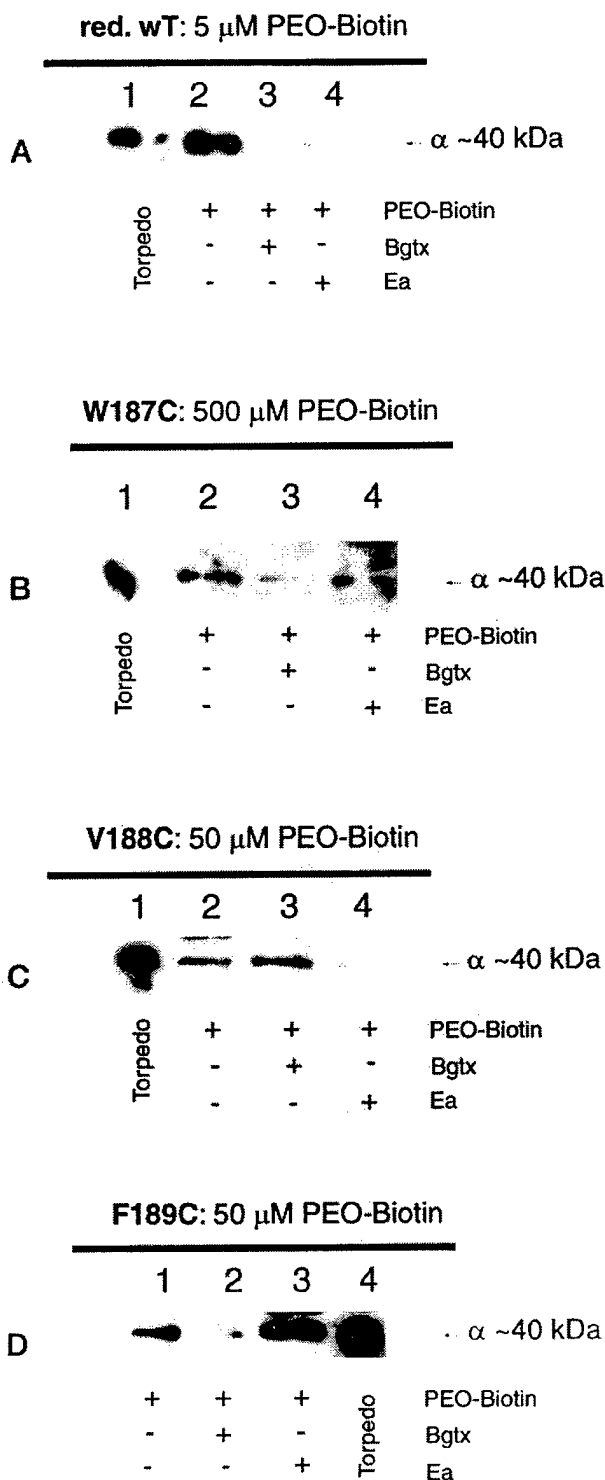 red. wT: 5 µM PEO-Biotin
1 2 3 4
A
α ~40 kDa
Torpedo
+ + + PEO-Biotin
- + - Bgtx
- - + Ea
W187C: 500 µM PEO-Biotin
1 2 3 4
B
α ~40 kDa
Torpedo
+ + + PEO-Biotin
- + - Bgtx
- - + Ea
V188C: 50 µM PEO-Biotin
1 2 3 4
C
α ~40 kDa
Torpedo
+ + + PEO-Biotin
- + - Bgtx
- - + Ea
F189C: 50 µM PEO-Biotin
1 2 3 4
D
α ~40 kDa
+ + + PEO-Biotin
- + - Bgtx
- - + Ea
Torpedo